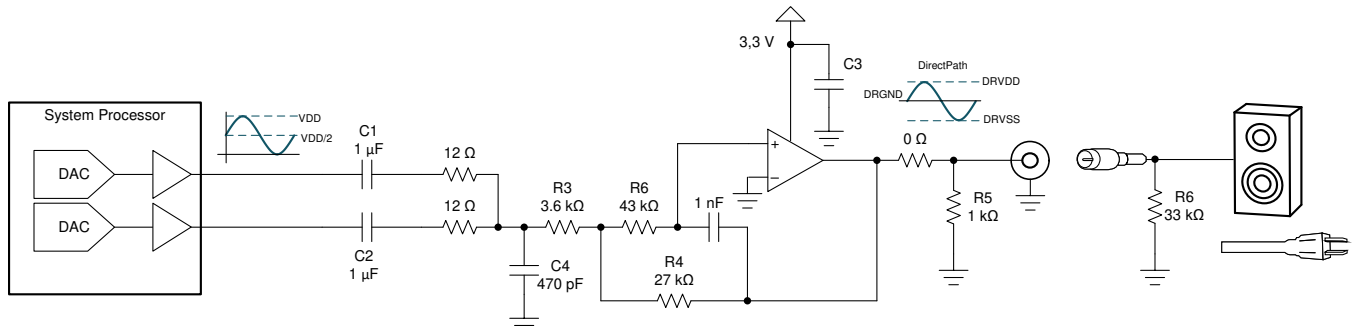 System Processor
DAC
DAC
VDD
VDD/2
C1
1 µF
C2
1 µF
12 Ω
12 Ω
C4
470 pF
R3
3.6 kΩ
R6
43 kΩ
1 nF
R4
27 kΩ
3,3 V
C3
+
–
DirectPath
DRVDD
DRGND
DRVSS
0 Ω
R5
1 kΩ
R6
33 kΩ